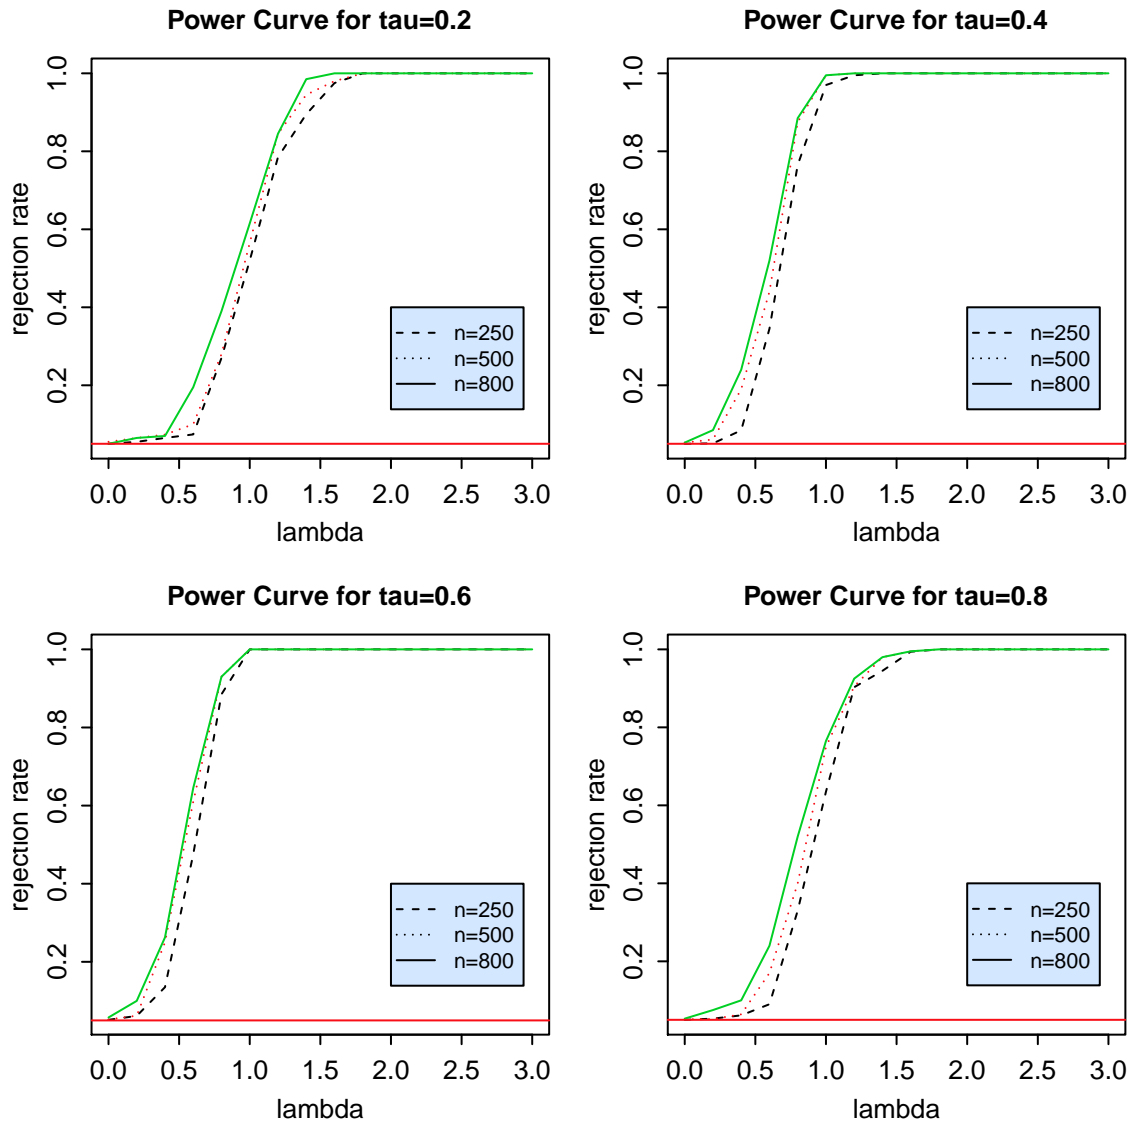 Power Curve for tau=0.2
rejection rate
1.0
0.8
0.6
0.4
0.2
n=250
n=500
n=800
0.0 0.5 1.0 1.5 2.0 2.5 3.0
lambda
Power Curve for tau=0.4
rejection rate
1.0
0.8
0.6
0.4
0.2
n=250
n=500
n=800
0.0 0.5 1.0 1.5 2.0 2.5 3.0
lambda
Power Curve for tau=0.6
rejection rate
1.0
0.8
0.6
0.4
0.2
n=250
n=500
n=800
0.0 0.5 1.0 1.5 2.0 2.5 3.0
lambda
Power Curve for tau=0.8
rejection rate
1.0
0.8
0.6
0.4
0.2
n=250
n=500
n=800
0.0 0.5 1.0 1.5 2.0 2.5 3.0
lambda